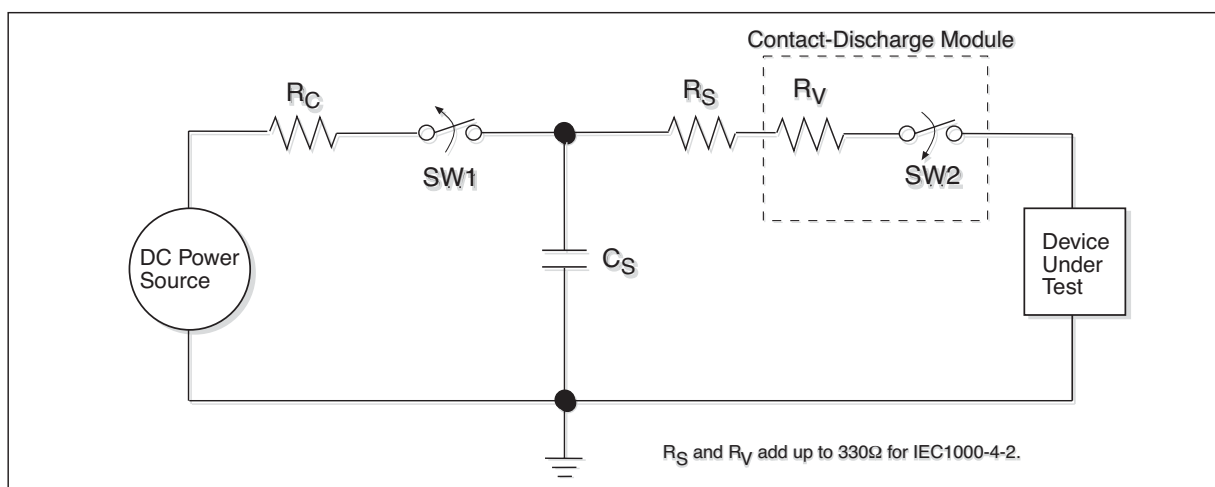 Contact-Discharge Module
RC
RS
RV
SW1
SW2
CS
DC Power
Source
Device
Under
Test
RS and RV add up to 330Ω for IEC1000-4-2.